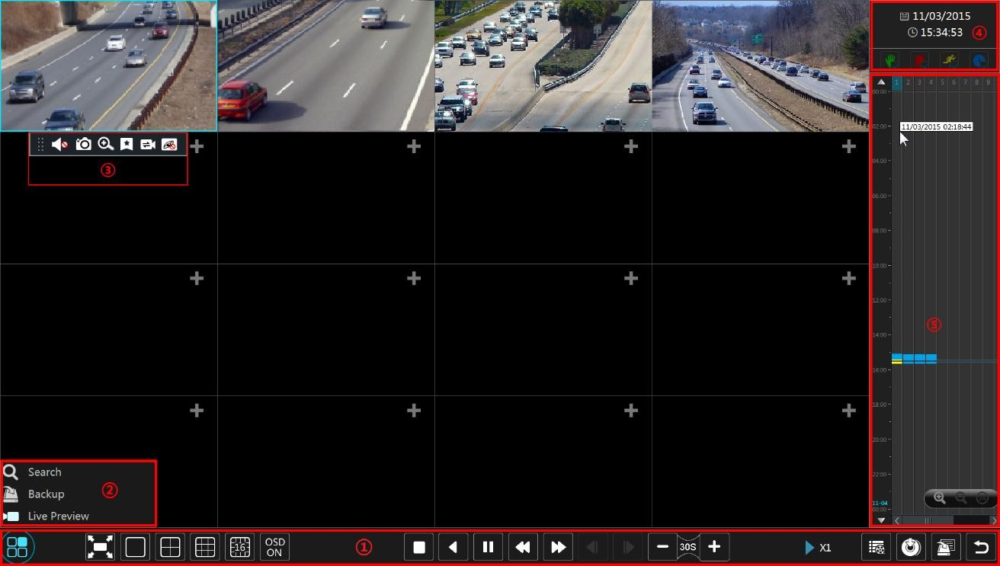 11/03/2015
15:34:53
④
1 2 3 4 5 6 7 8 9
00:00
11/03/2015 02:18:44
02:00
③
04:00
06:00
08:00
10:00
12:00
14:00
⑤
16:00
18:00
20:00
22:00
Search
Backup
②
Live Preview
11-04
00:00
16
OSD
ON
①
30S
X1